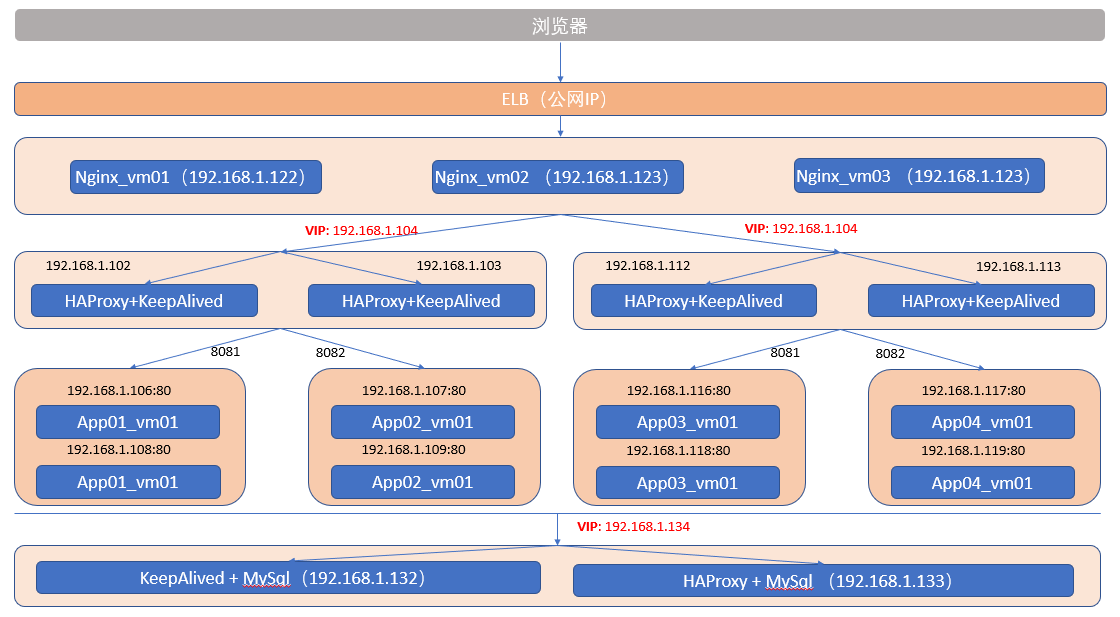 浏览器
ELB（公网IP）
Nginx_vm01（192.168.1.122） Nginx_vm02 （192.168.1.123） Nginx_vm03 （192.168.1.123）
VIP: 192.168.1.104 VIP: 192.168.1.104
192.168.1.102 192.168.1.103 192.168.1.112 192.168.1.113
HAProxy+KeepAlived HAProxy+KeepAlived HAProxy+KeepAlived HAProxy+KeepAlived
8081 8082 8081 8082
192.168.1.106:80 192.168.1.107:80 192.168.1.116:80 192.168.1.117:80
App01_vm01 App02_vm01 App03_vm01 App04_vm01
192.168.1.108:80 192.168.1.109:80 192.168.1.118:80 192.168.1.119:80
App01_vm01 App02_vm01 App03_vm01 App04_vm01
VIP: 192.168.1.134
KeepAlived + MySql（192.168.1.132） HAProxy + MySql （192.168.1.133）